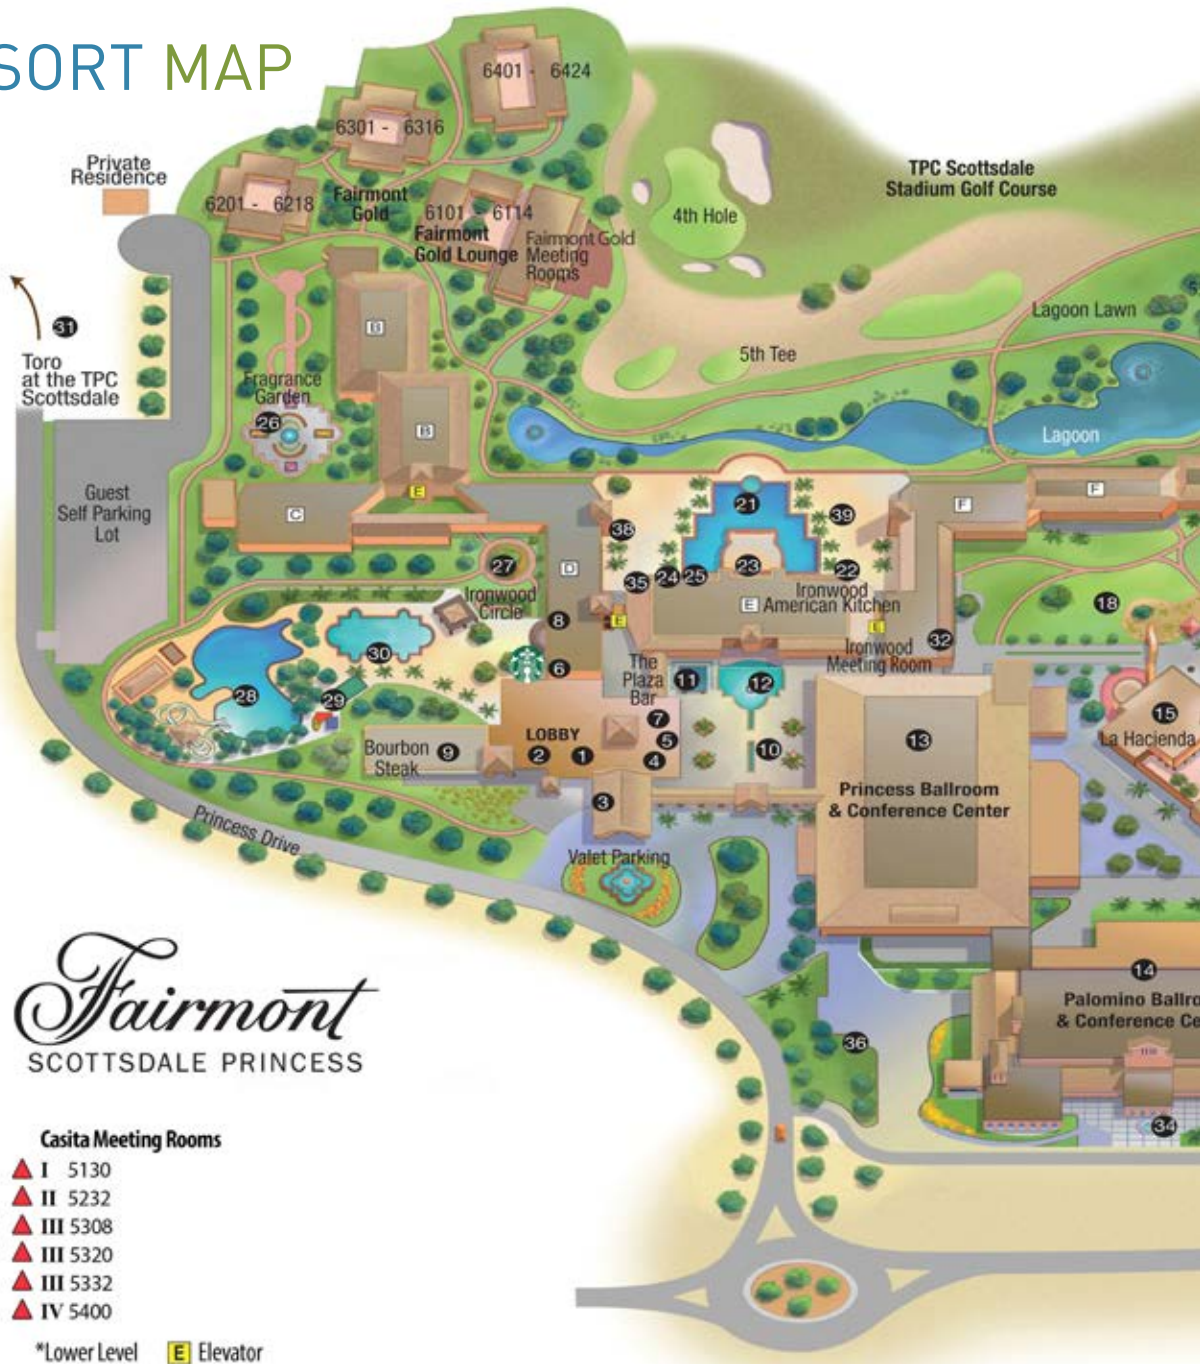 SORT MAP
6401 - 6424
6301 - 6316
Private
Residence
6201 - 6218
Fairmont
Gold
6101 - 6114
Fairmont
Gold Lounge
Fairmont Gold
Meeting
Rooms
TPC Scottsdale
Stadium Golf Course
4th Hole
Lagoon Lawn
5th Tee
31
Toro
at the TPC
Scottsdale
B
Fragrance
Garden
26
B
Lagoon
E
Guest
Self Parking
Lot
C
21
39
F
F
38
27
D
35
24
25
23
22
Ironwood
Circle
E
Ironwood
American Kitchen
18
8
E
E
32
30
Ironwood
Meeting Room
6
The
Plaza
Bar
11
12
28
29
7
15
LOBBY
5
13
La Hacienda
Bourbon
Steak
9
2
1
4
10
3
Princess Ballroom
& Conference Center
Princess Drive
Valet Parking
14
Palomino Ballro
& Conference Ce
36
34
Fairmont
SCOTTSDALE PRINCESS
Casita Meeting Rooms
I 5130
II 5232
III 5308
III 5320
III 5332
IV 5400
*Lower Level E Elevator